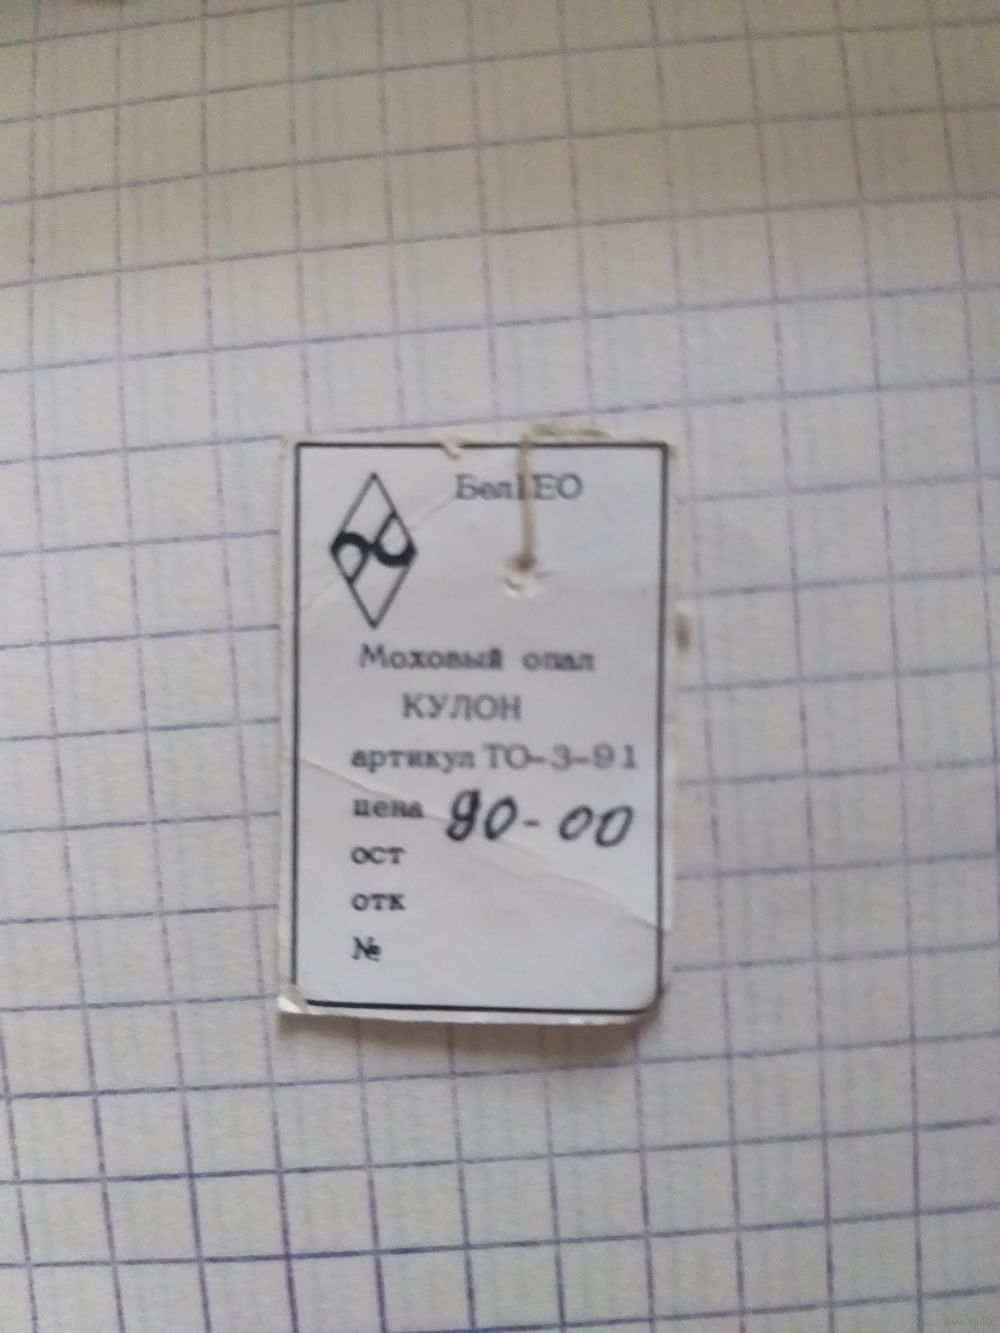 БелГЕО
Моховый опал
КУЛОН
артикул ТО-3-91
цена 90-00
ост
отк
№